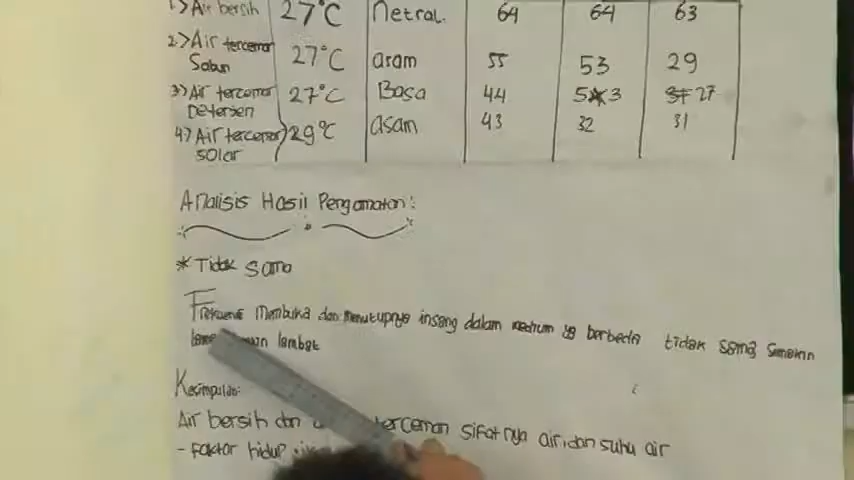 1.> Air bersih 27°C Netral. 64 64 63
2.> Air tercemar Sabun 27°C asam 55 53 29
3> Air tercemar Detersen 27°C Basa 44 53 27
4> Air tercemar solar 29°C asam 43 32 31
Analisis Hasil Pengamatan:
* Tidak sama
Frekuensi Membuka dan menutupnya insang dalam medium yg berbeda tidak sama semakin
lambat
Kesimpulan:
Air bersih dan tercemar sifatnya air, dan suhu air
- faktor hidup